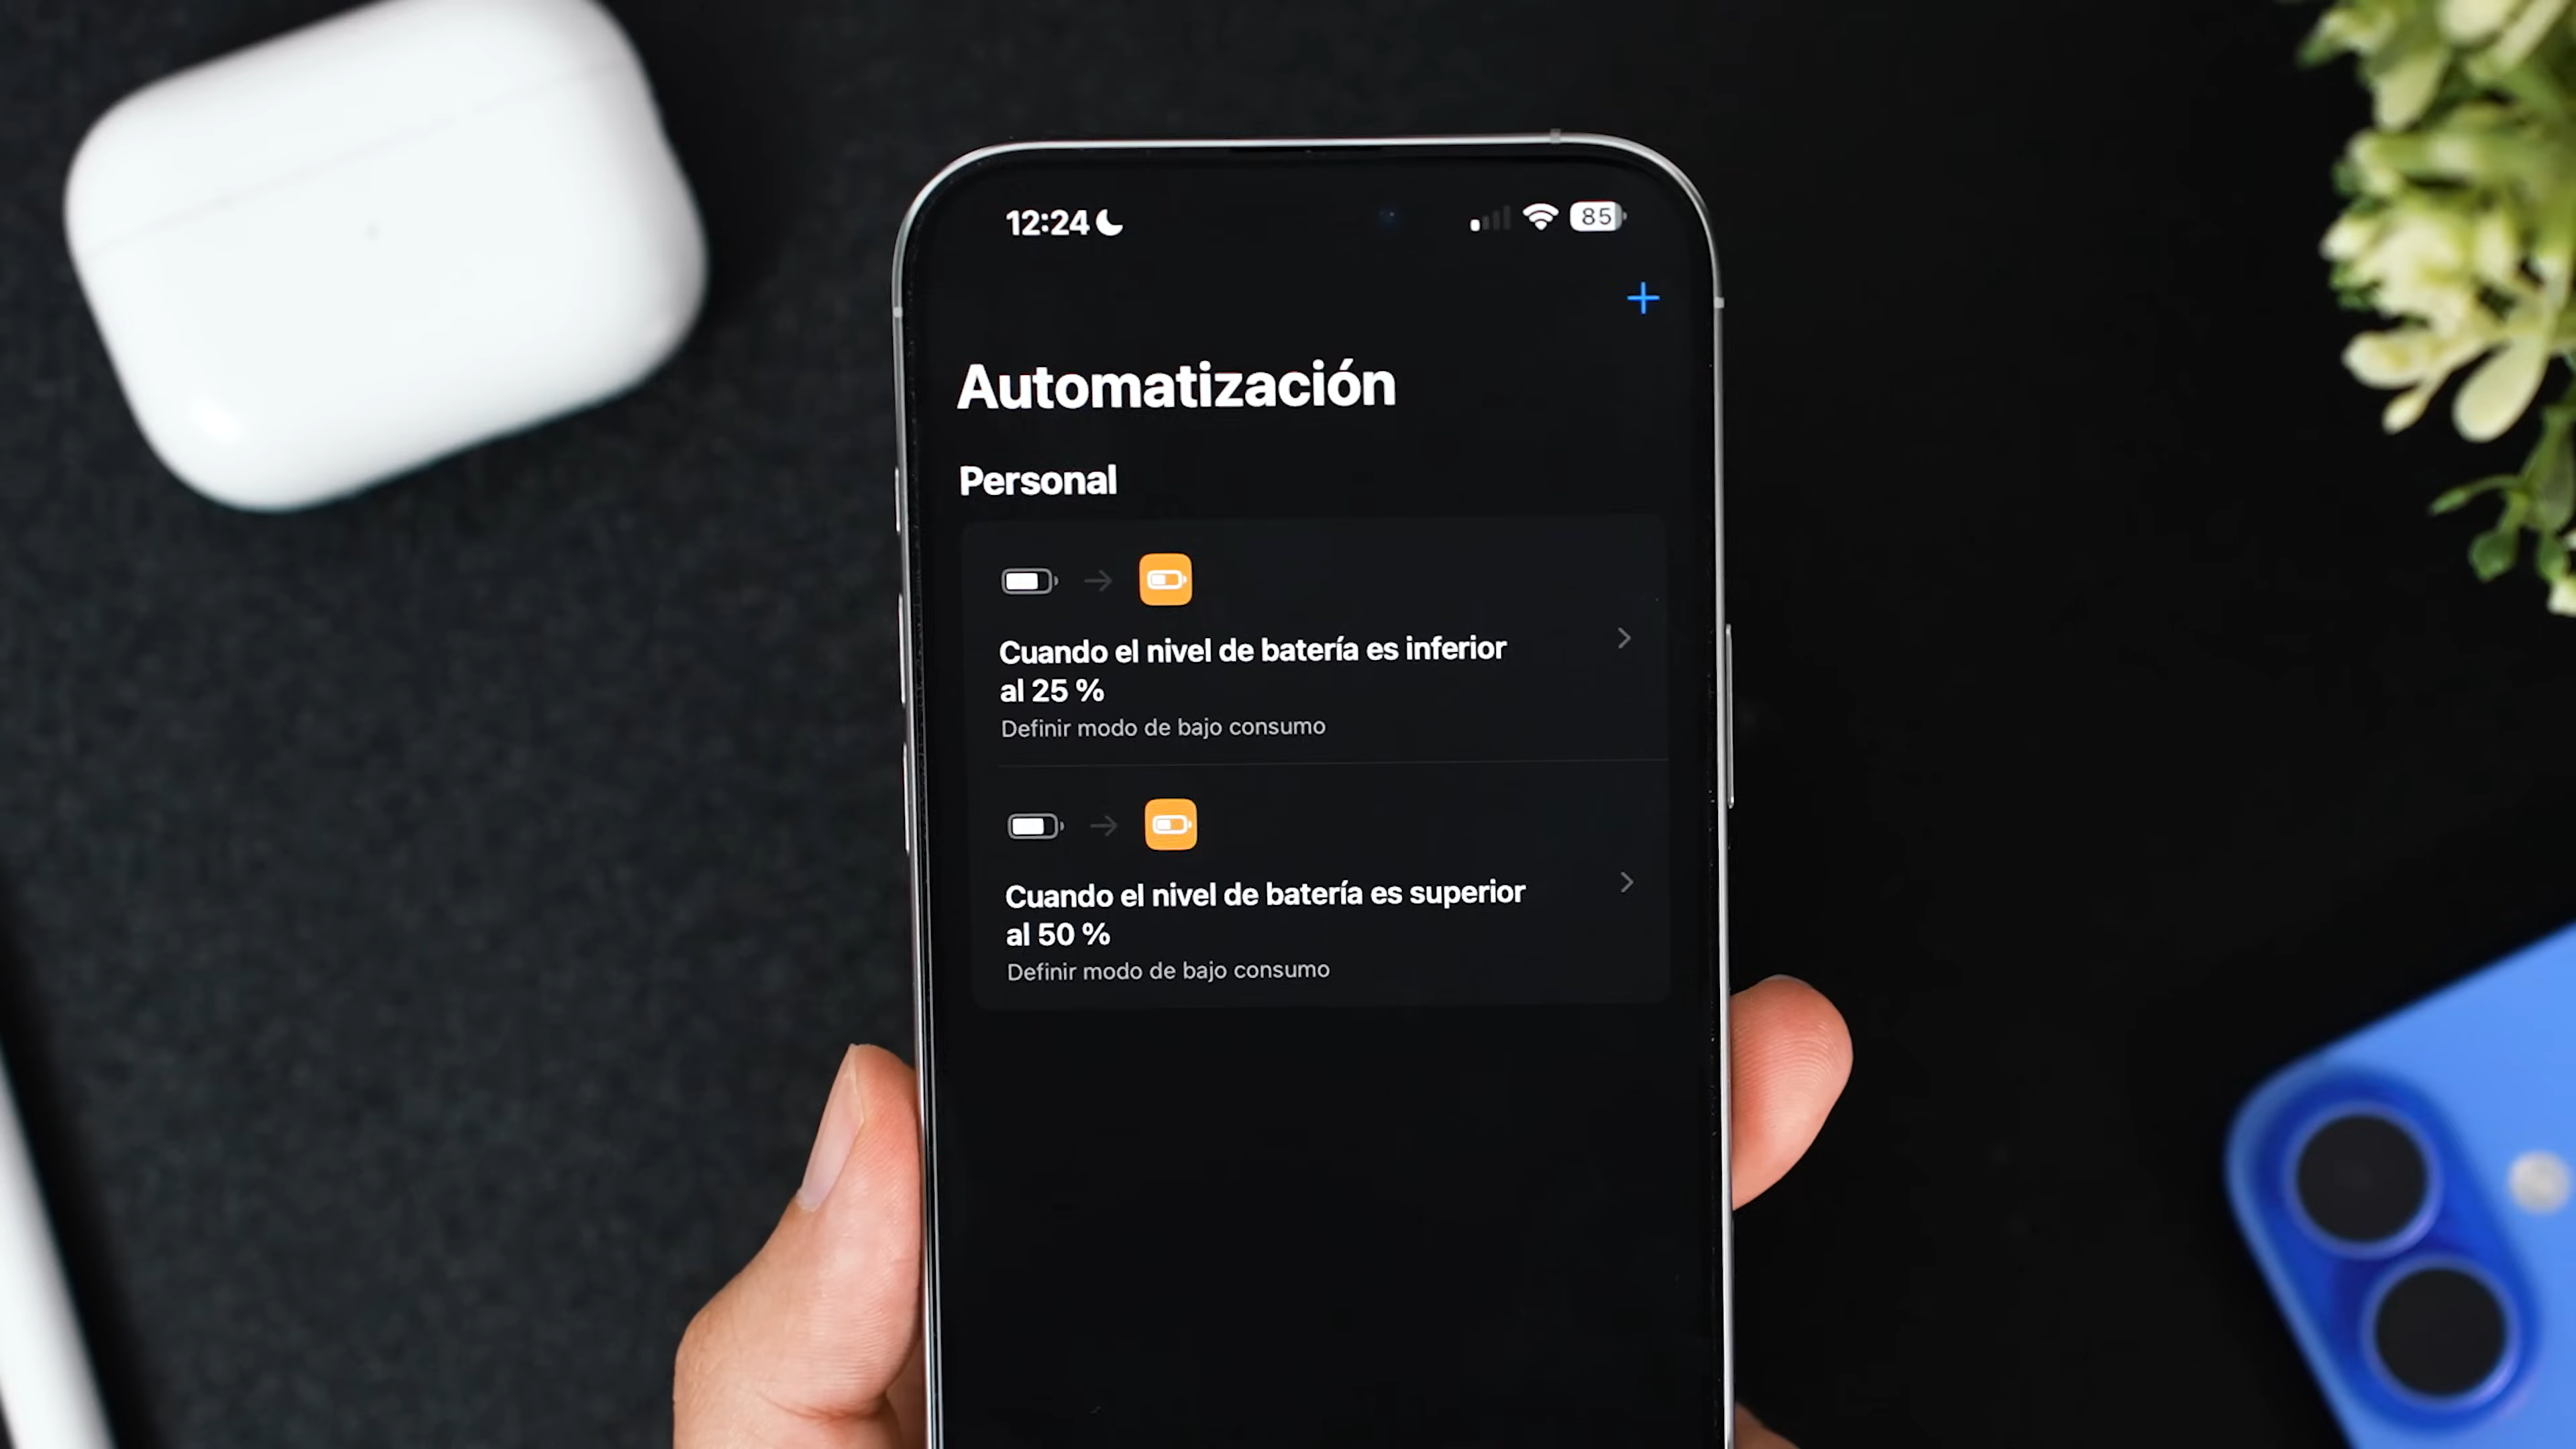 12:24
85
Automatización
Personal
Cuando el nivel de batería es inferior
al 25 %
Definir modo de bajo consumo
Cuando el nivel de batería es superior
al 50 %
Definir modo de bajo consumo